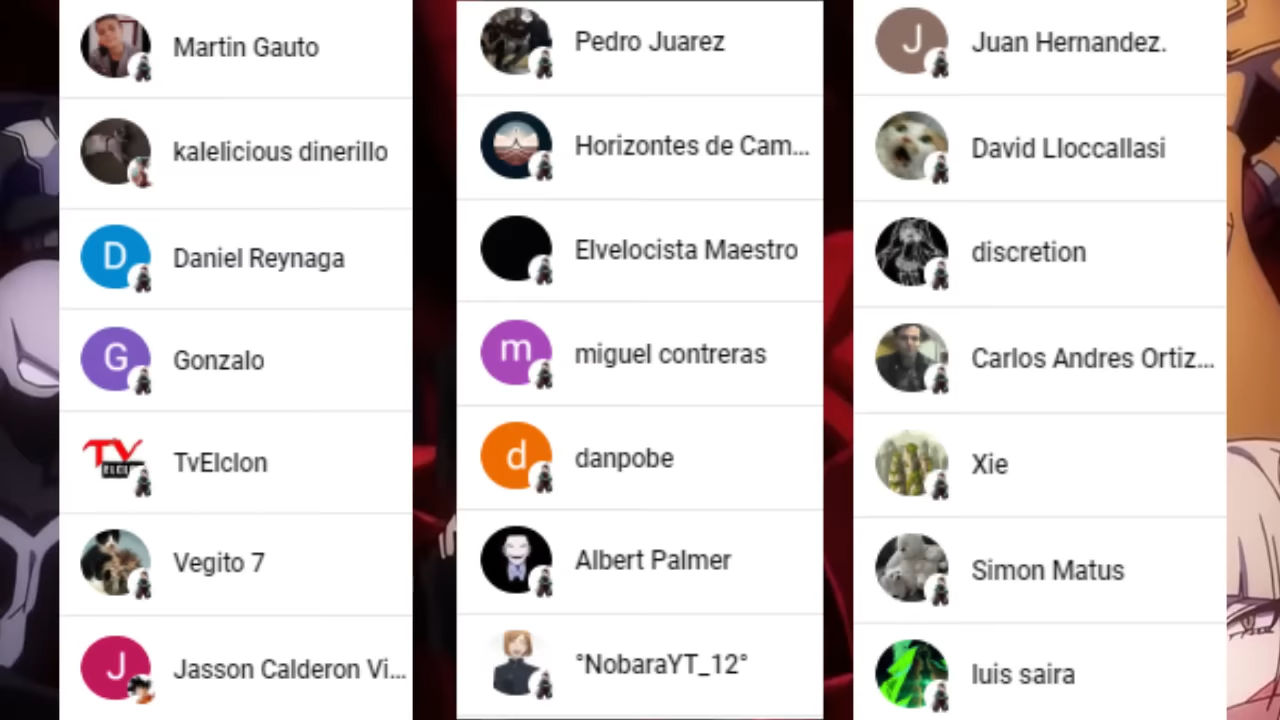 Martin Gauto
kalelicious dinerillo
D
Daniel Reynaga
G
Gonzalo
TV
TvElclon
Vegito 7
J
Jasson Calderon Vi...
Pedro Juarez
Horizontes de Cam...
Elvelocista Maestro
m
miguel contreras
d
danpobe
Albert Palmer
°NobaraYT_12°
J
Juan Hernandez.
David Lloccallasi
discretion
Carlos Andres Ortiz...
Xie
Simon Matus
luis saira